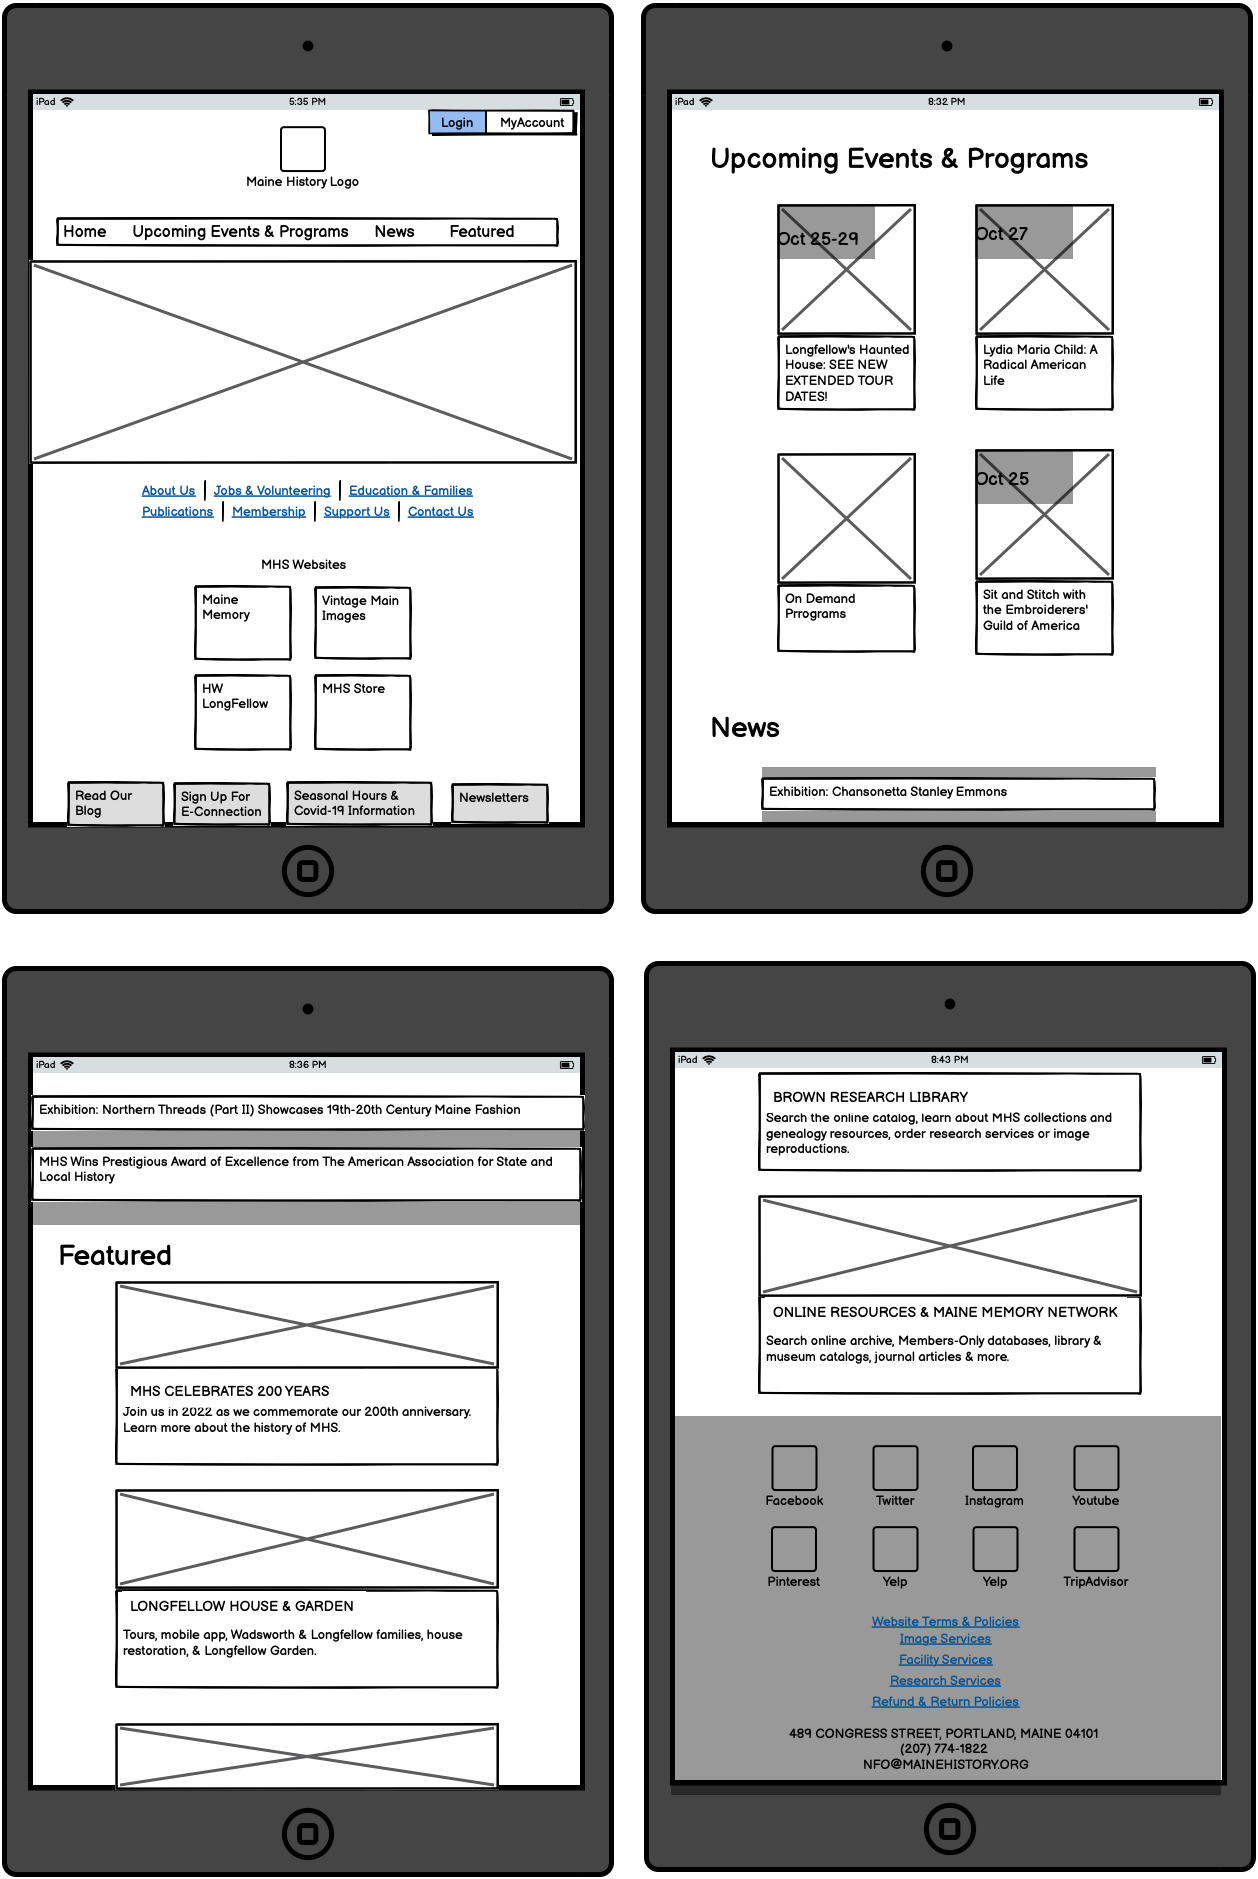 iPad 5:35 PM
Login MyAccount
Maine History Logo
Home Upcoming Events & Programs News Featured
About Us Jobs & Volunteering Education & Families
Publications Membership Support Us Contact Us
MHS Websites
Maine
Memory
Vintage Main
Images
HW
LongFellow
MHS Store
Read Our
Blog
Sign Up For
E-Connection
Seasonal Hours &
Covid-19 Information
Newsletters
iPad 8:32 PM
Upcoming Events & Programs
Oct 25-29
Longfellow's Haunted
House: SEE NEW
EXTENDED TOUR
DATES!
Oct 27
Lydia Maria Child: A
Radical American
Life
On Demand
Prrograms
Oct 25
Sit and Stitch with
the Embroiderers'
Guild of America
News
Exhibition: Chansonetta Stanley Emmons
iPad 8:36 PM
Exhibition: Northern Threads (Part II) Showcases 19th-20th Century Maine Fashion
MHS Wins Prestigious Award of Excellence from The American Association for State and
Local History
Featured
MHS CELEBRATES 200 YEARS
Join us in 2022 as we commemorate our 200th anniversary.
Learn more about the history of MHS.
LONGFELLOW HOUSE & GARDEN
Tours, mobile app, Wadsworth & Longfellow families, house
restoration, & Longfellow Garden.
iPad 8:43 PM
BROWN RESEARCH LIBRARY
Search the online catalog, learn about MHS collections and
genealogy resources, order research services or image
reproductions.
ONLINE RESOURCES & MAINE MEMORY NETWORK
Search online archive, Members-Only databases, library &
museum catalogs, journal articles & more.
Facebook Twitter Instagram Youtube
Pinterest Yelp Yelp TripAdvisor
Website Terms & Policies
Image Services
Facility Services
Research Services
Refund & Return Policies
489 CONGRESS STREET, PORTLAND, MAINE 04101
(207) 774-1822
NFO@MAINEHISTORY.ORG